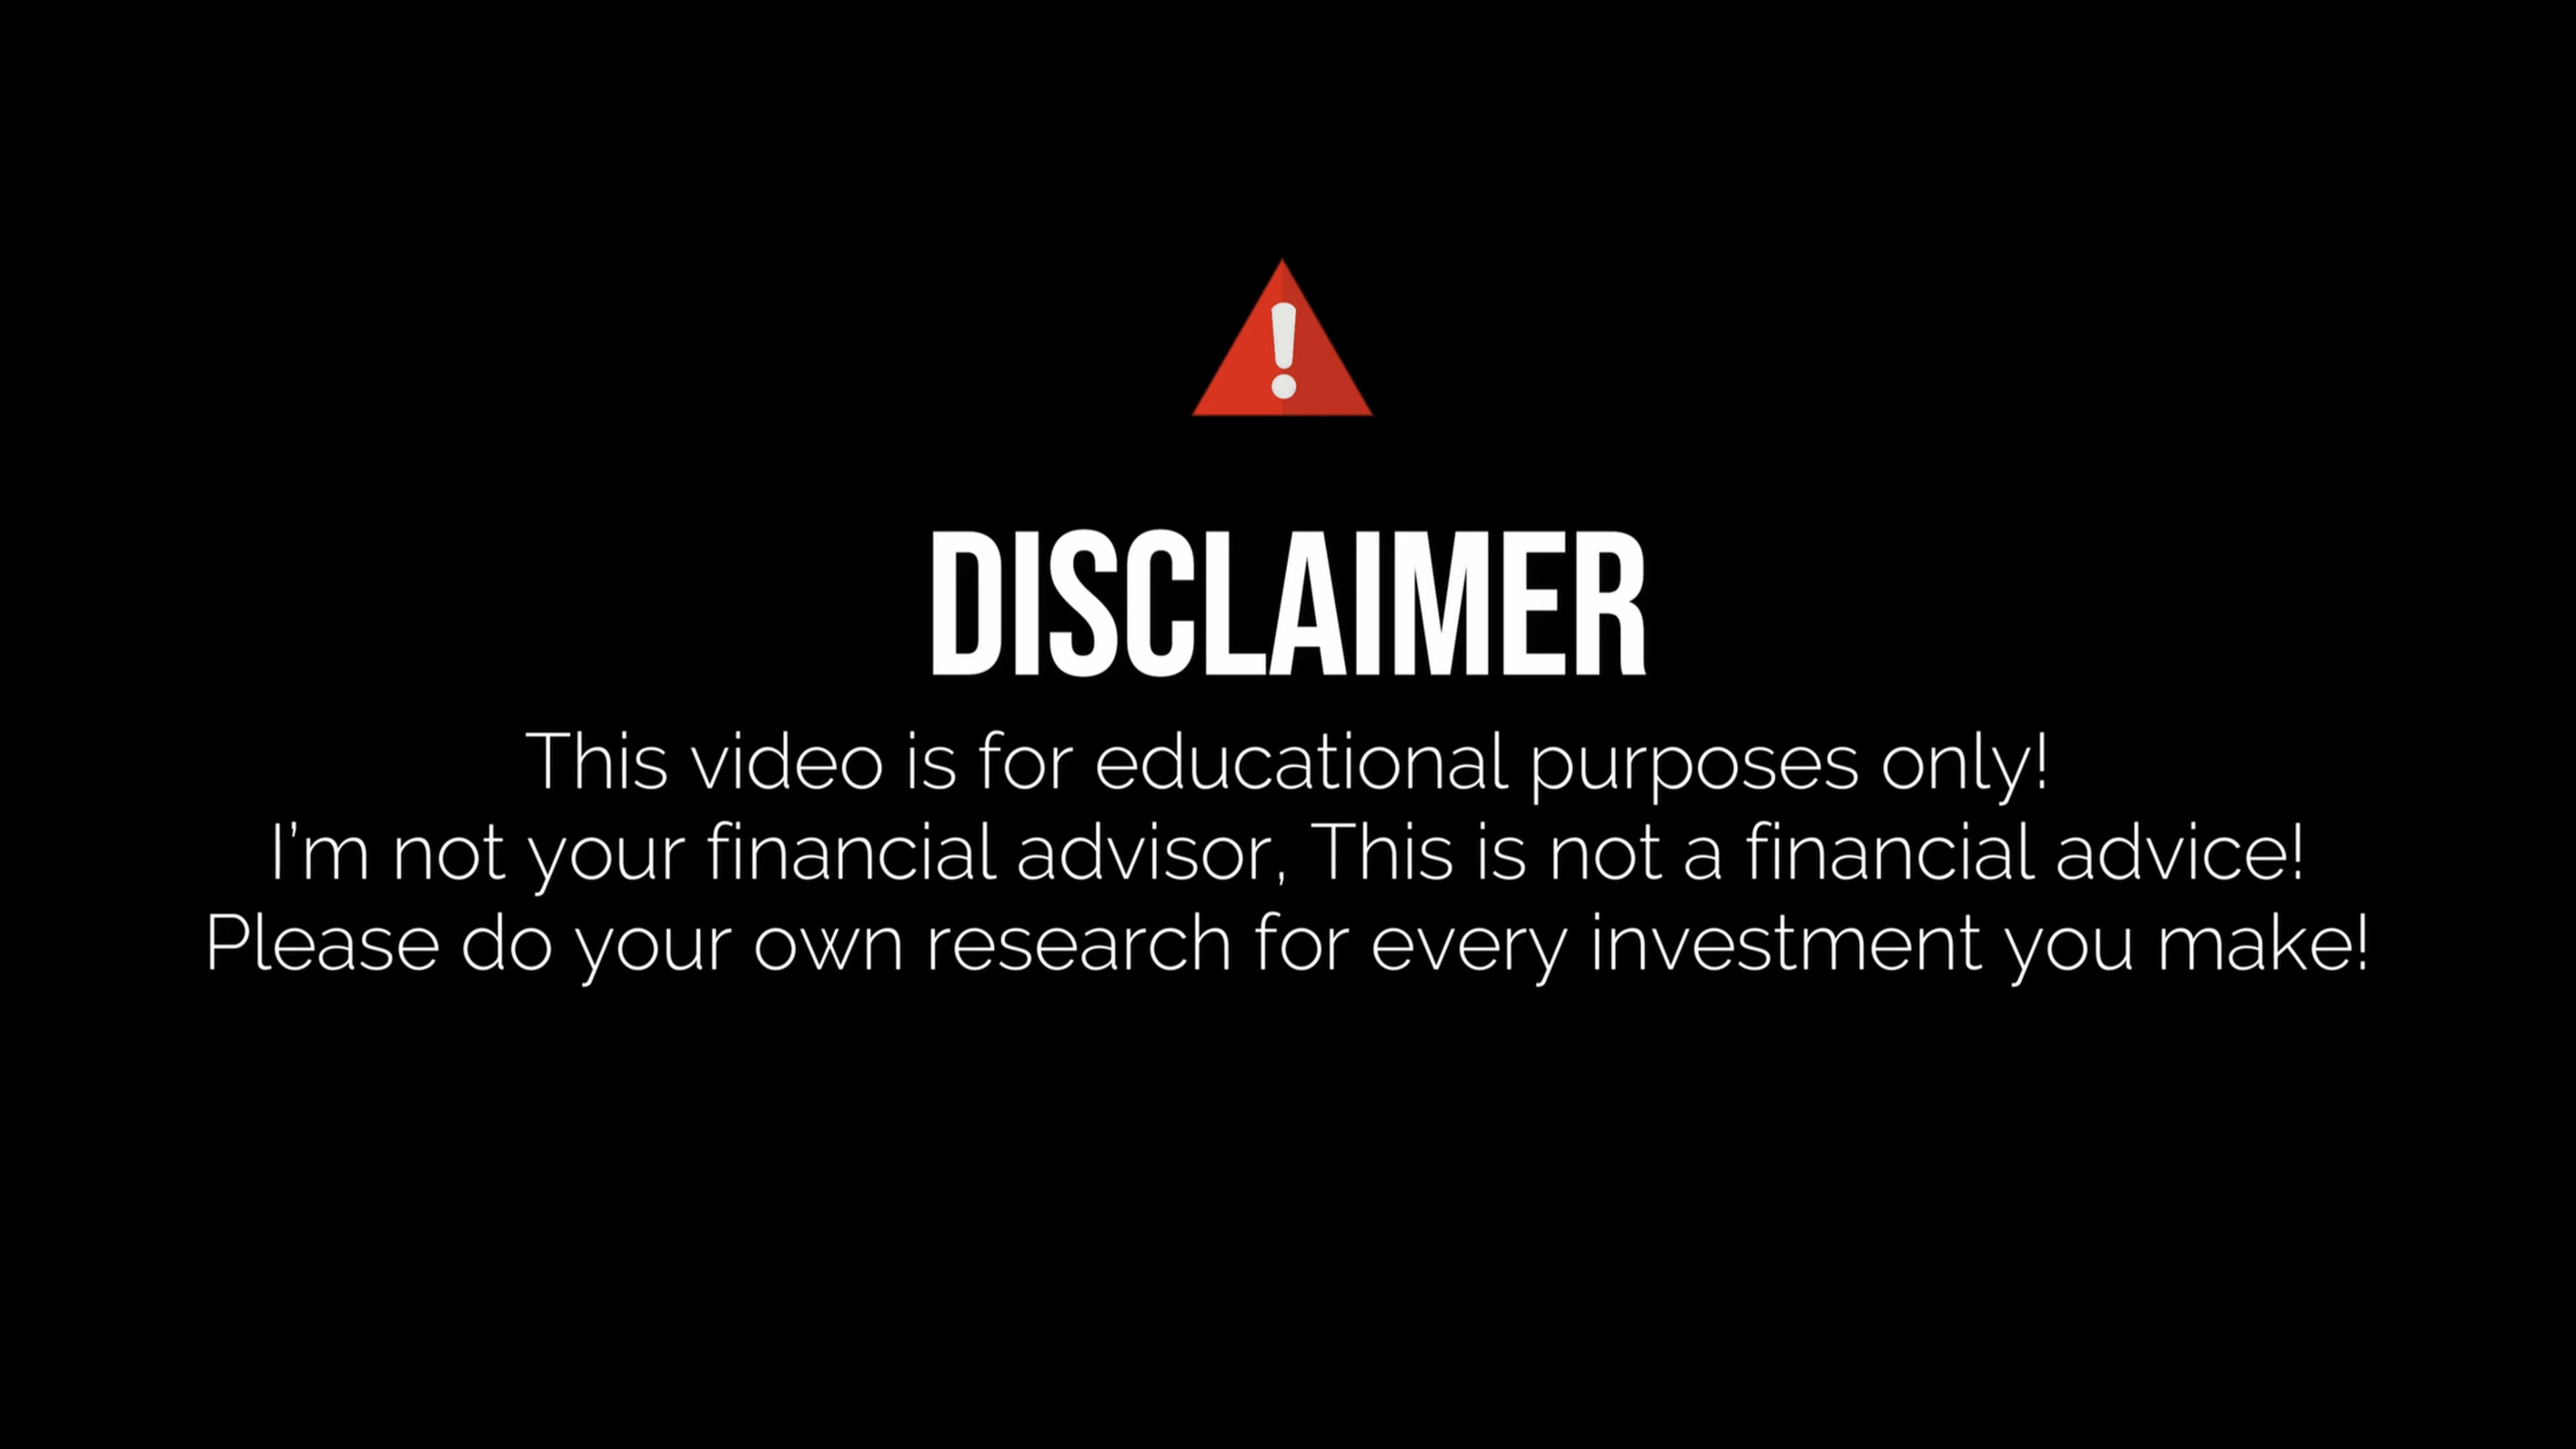 DISCLAIMER
This video is for educational purposes only!
I’m not your financial advisor, This is not a financial advice!
Please do your own research for every investment you make!